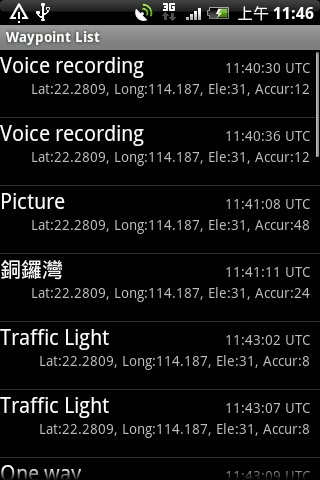 3G 上午 11:46
Waypoint List
Voice recording 11:40:30 UTC
Lat:22.2809, Long:114.187, Ele:31, Accur:12
Voice recording 11:40:36 UTC
Lat:22.2809, Long:114.187, Ele:31, Accur:12
Picture 11:41:08 UTC
Lat:22.2809, Long:114.187, Ele:31, Accur:48
銅鑼灣 11:41:11 UTC
Lat:22.2809, Long:114.187, Ele:31, Accur:24
Traffic Light 11:43:02 UTC
Lat:22.2809, Long:114.187, Ele:31, Accur:8
Traffic Light 11:43:07 UTC
Lat:22.2809, Long:114.187, Ele:31, Accur:8
One way 11:43:09 UTC